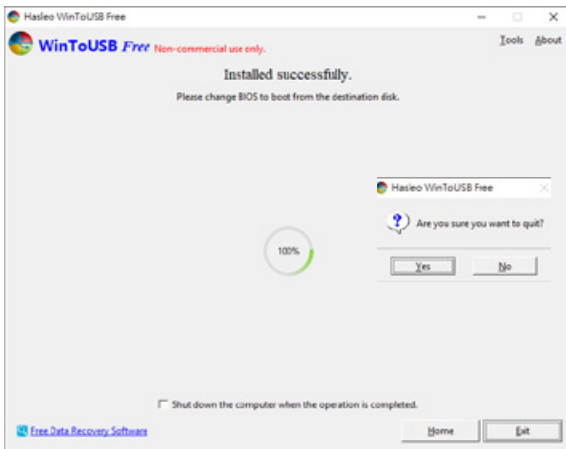 Hasleo WinToUSB Free
WinToUSB Free Non-commercial use only.
Tools About
Installed successfully.
Please change BIOS to boot from the destination disk.
Hasleo WinToUSB Free
? Are you sure you want to quit?
Yes No
100%
Shut down the computer when the operation is completed.
Free Data Recovery Software
Home Exit